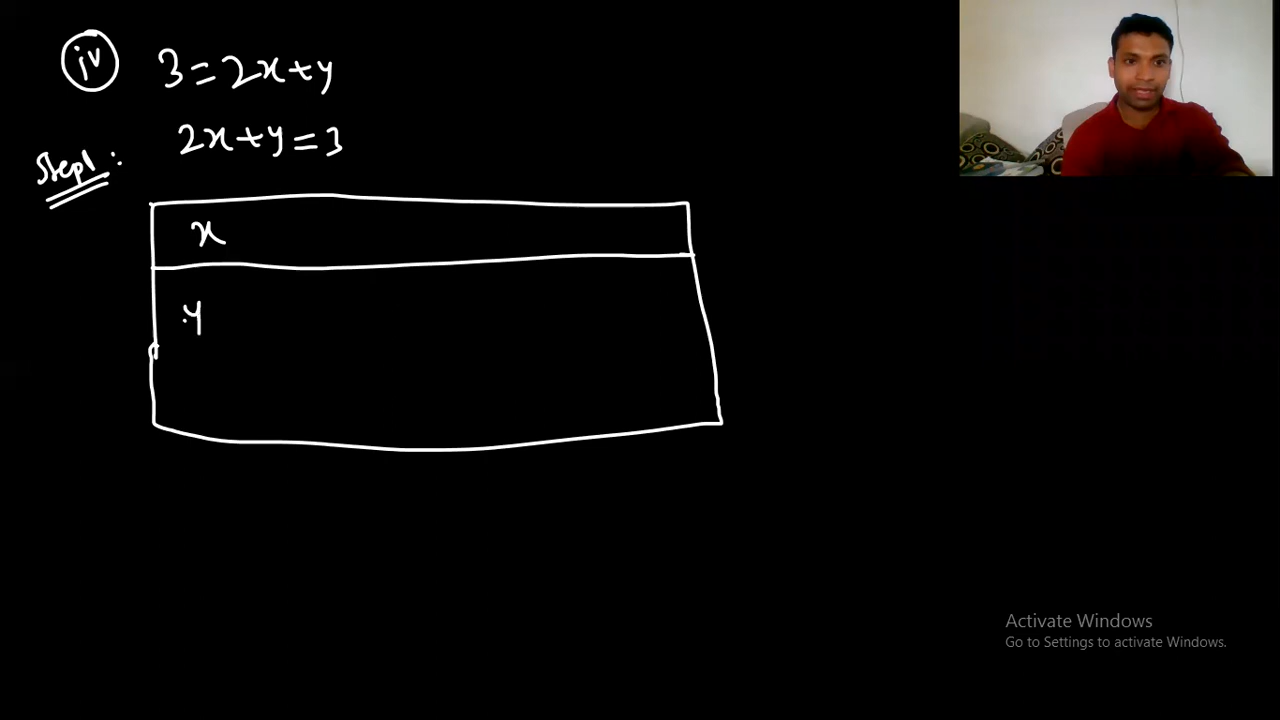 iv 3=2x+y
2x+y=3
Step1:
x
y
Activate Windows
Go to Settings to activate Windows.